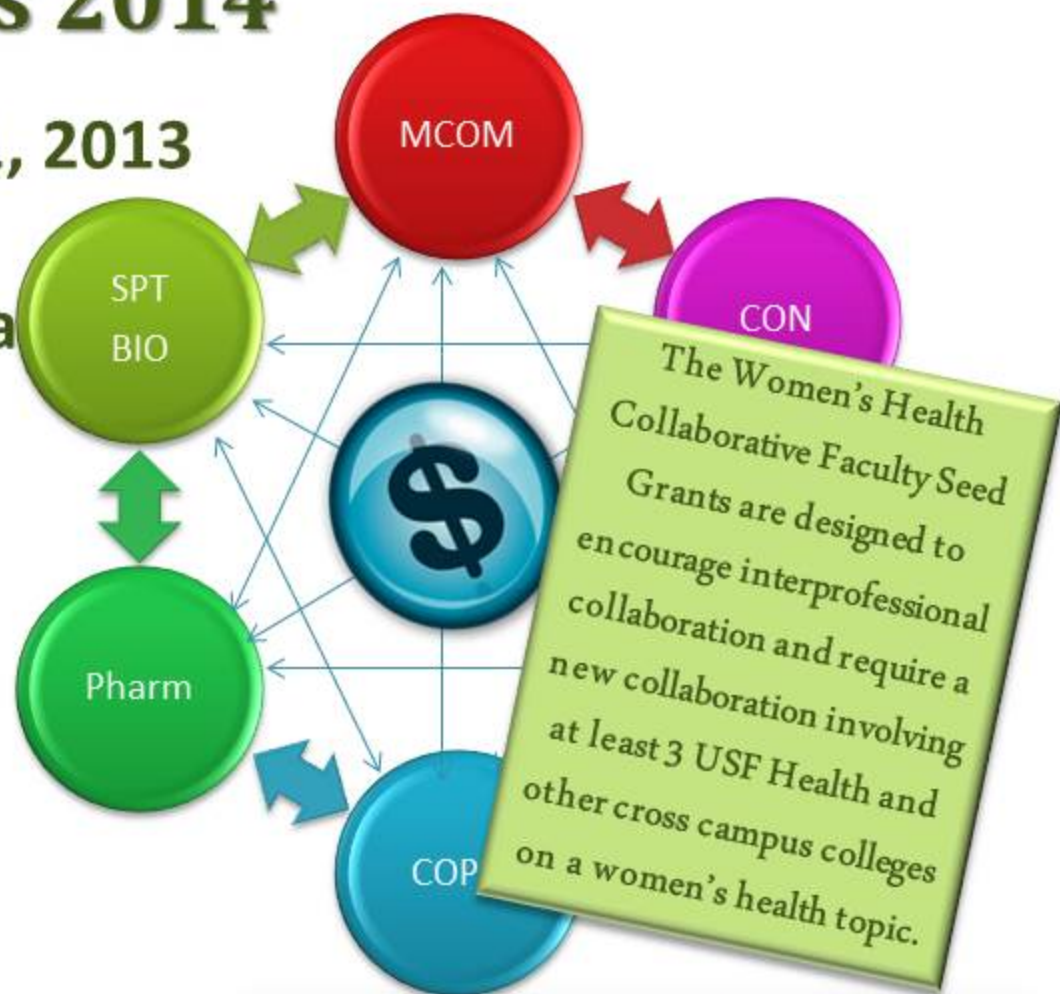 2014
, 2013
MCOM
SPT
BIO
CON
$
Pharm
The Women's Health
Collaborative Faculty Seed
Grants are designed to
encourage interprofessional
collaboration and require a
new collaboration involving
at least 3 USF Health and
other cross campus colleges
on a women's health topic.